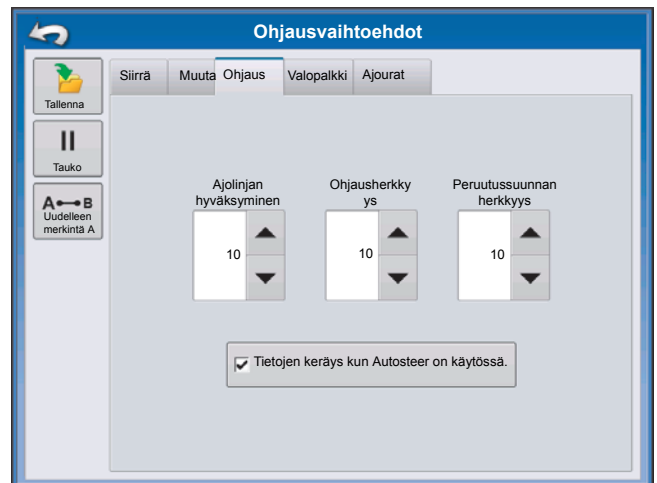 Ohjausvaihtoehdot
Tallenna
Tauko
A B
Uudelleen
merkintä A
Siirrä Muuta Ohjaus Valopalkki Ajourat
Ajolinjan
hyväksyminen
10
Ohjausherkky
ys
10
Peruutussuunnan
herkkyys
10
Tietojen keräys kun Autosteer on käytössä.